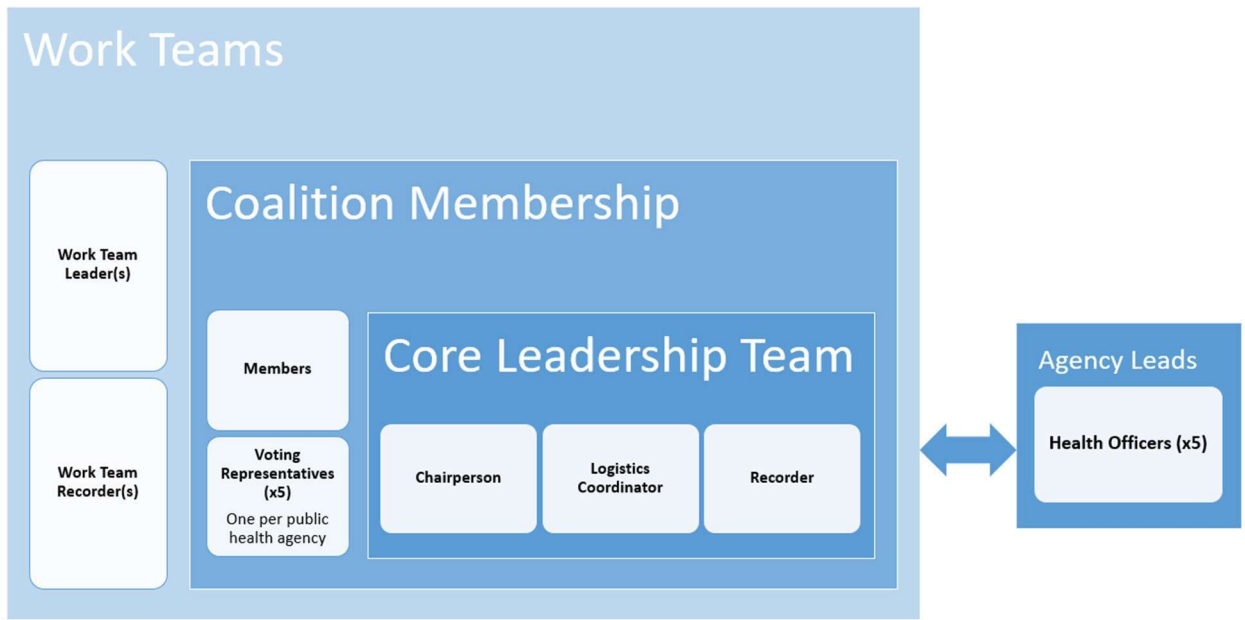 Work Teams
Work Team
Leader(s)
Work Team
Recorder(s)
Coalition Membership
Members
Voting
Representatives
(x5)
One per public
health agency
Core Leadership Team
Chairperson
Logistics
Coordinator
Recorder
Agency Leads
Health Officers (x5)